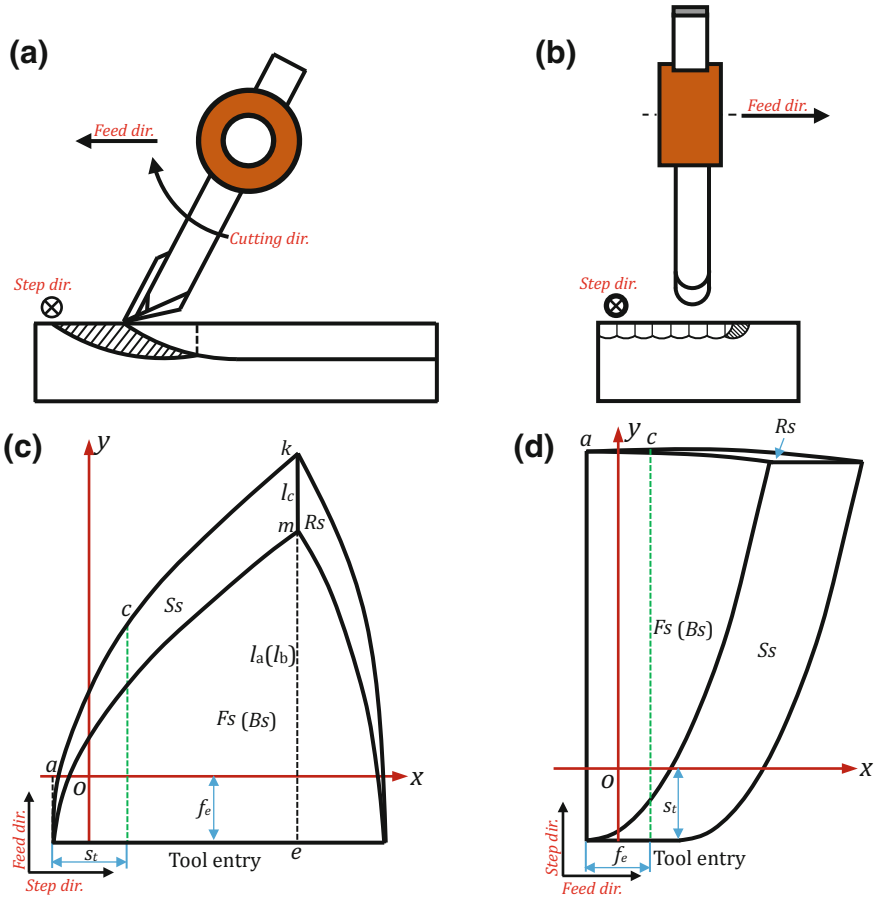 (a)
Feed dir.
Cutting dir.
Step dir.
(b)
Feed dir.
Step dir.
(c)
y
k
l_c
m
Rs
c
Ss
l_a(l_b)
Fs (Bs)
a
o
x
f_e
s_t
Tool entry
e
Feed dir.
Step dir.
(d)
y
Rs
a
c
Fs (Bs)
Ss
o
x
s_t
f_e
Tool entry
Step dir.
Feed dir.